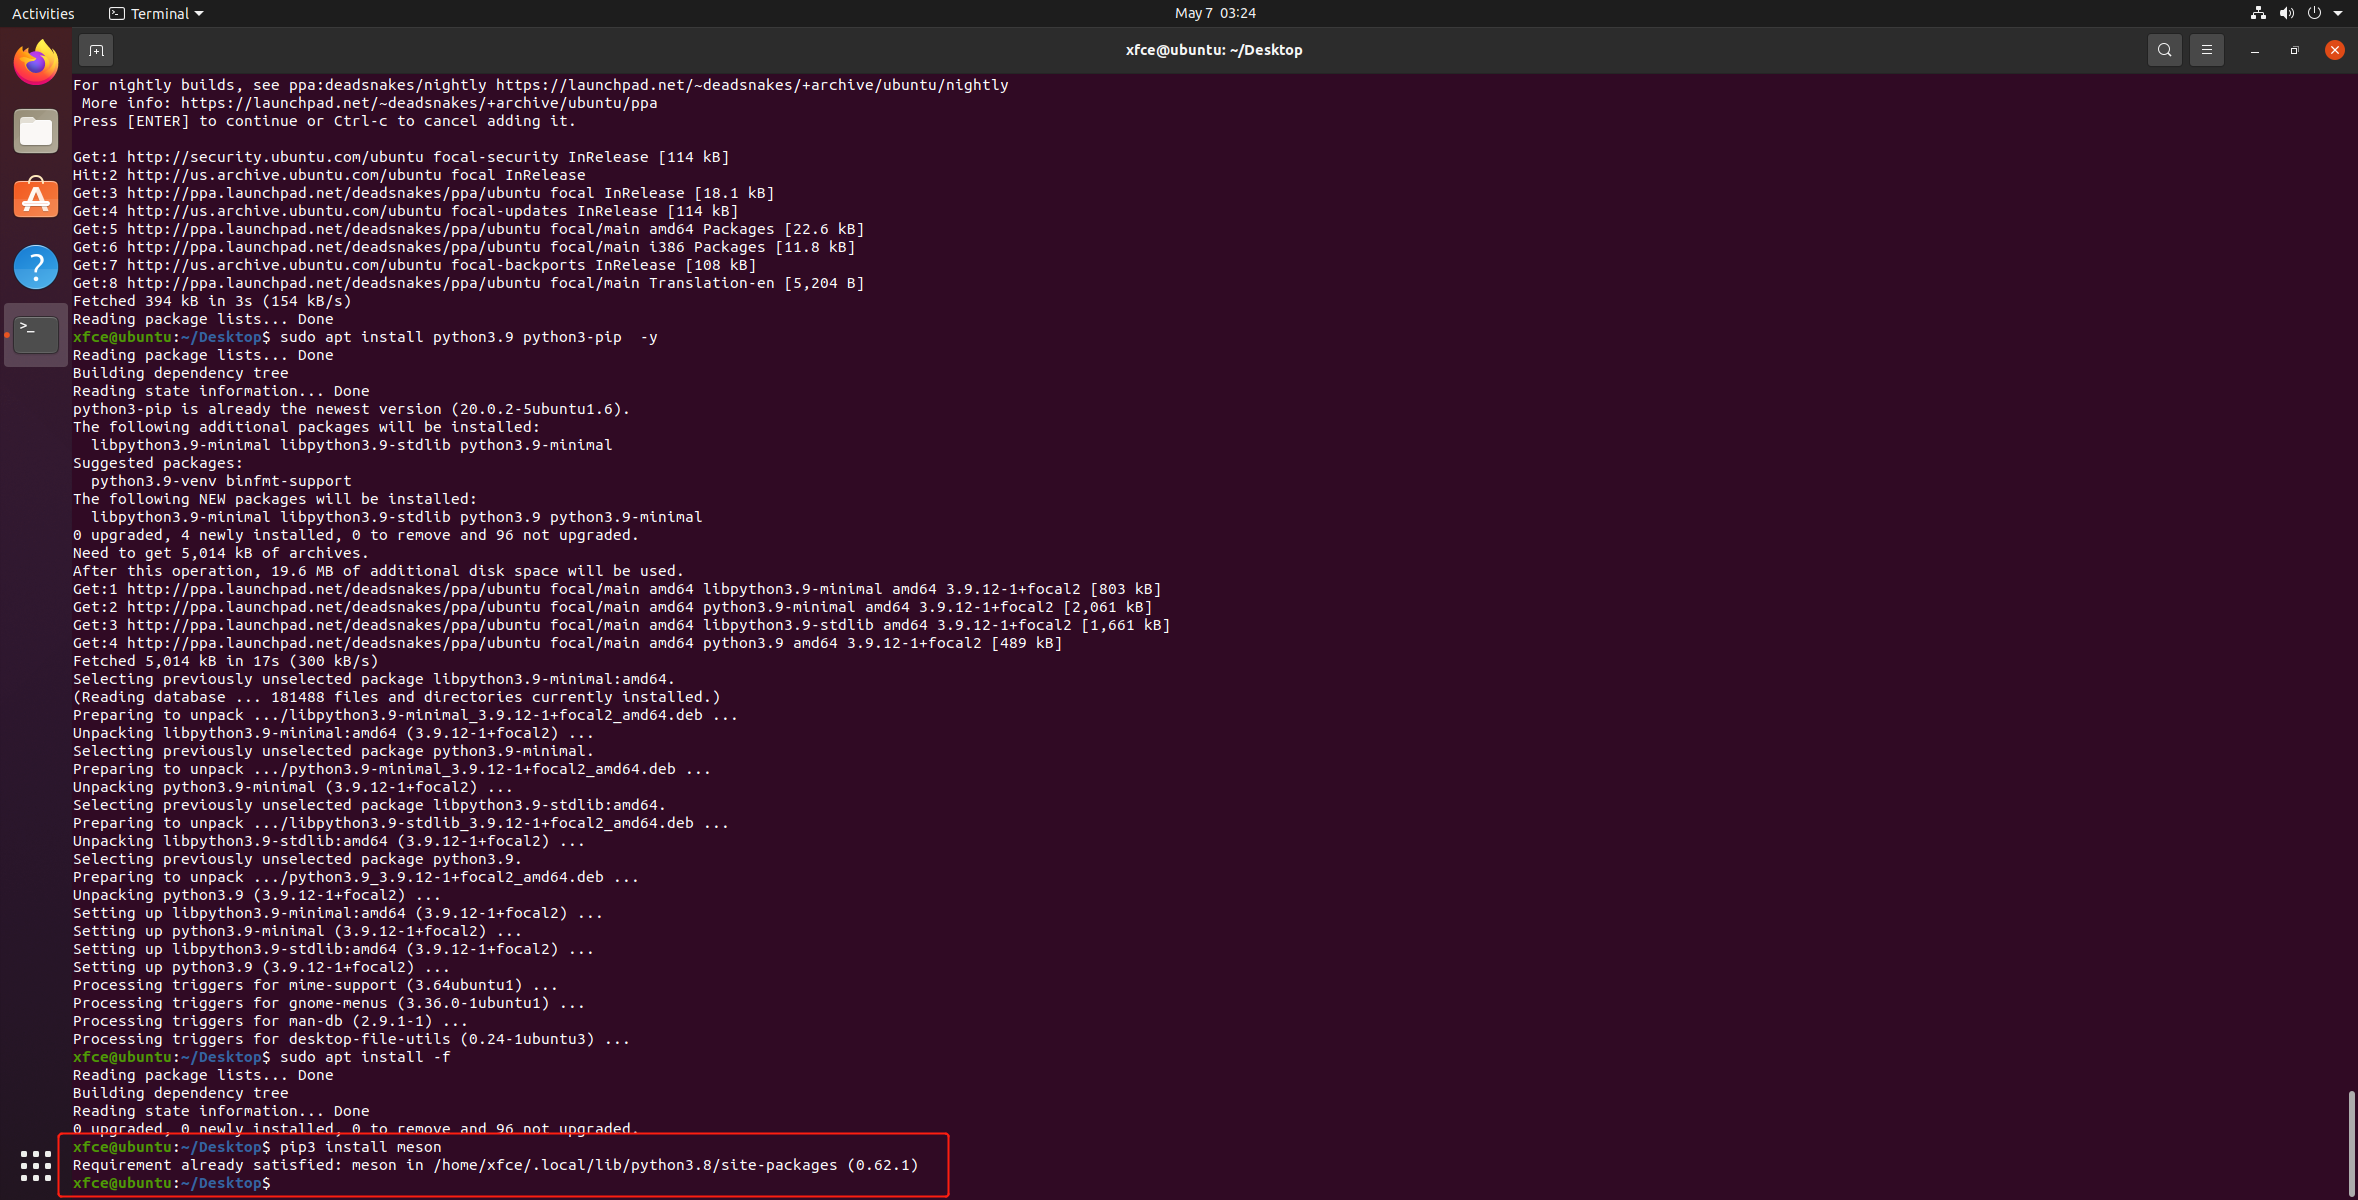 Activities Terminal May 7 03:24
xfce@ubuntu: ~/Desktop
For nightly builds, see ppa:deadsnakes/nightly https://launchpad.net/~deadsnakes/+archive/ubuntu/nightly
 More info: https://launchpad.net/~deadsnakes/+archive/ubuntu/ppa
Press [ENTER] to continue or Ctrl-c to cancel adding it.
Get:1 http://security.ubuntu.com/ubuntu focal-security InRelease [114 kB]
Hit:2 http://us.archive.ubuntu.com/ubuntu focal InRelease
Get:3 http://ppa.launchpad.net/deadsnakes/ppa/ubuntu focal InRelease [18.1 kB]
Get:4 http://us.archive.ubuntu.com/ubuntu focal-updates InRelease [114 kB]
Get:5 http://ppa.launchpad.net/deadsnakes/ppa/ubuntu focal/main amd64 Packages [22.6 kB]
Get:6 http://ppa.launchpad.net/deadsnakes/ppa/ubuntu focal/main i386 Packages [11.8 kB]
Get:7 http://us.archive.ubuntu.com/ubuntu focal-backports InRelease [108 kB]
Get:8 http://ppa.launchpad.net/deadsnakes/ppa/ubuntu focal/main Translation-en [5,204 B]
Fetched 394 kB in 3s (154 kB/s)
Reading package lists... Done
xfce@ubuntu:~/Desktop$ sudo apt install python3.9 python3-pip  -y
Reading package lists... Done
Building dependency tree
Reading state information... Done
python3-pip is already the newest version (20.0.2-5ubuntu1.6).
The following additional packages will be installed:
  libpython3.9-minimal libpython3.9-stdlib python3.9-minimal
Suggested packages:
  python3.9-venv binfmt-support
The following NEW packages will be installed:
  libpython3.9-minimal libpython3.9-stdlib python3.9 python3.9-minimal
0 upgraded, 4 newly installed, 0 to remove and 96 not upgraded.
Need to get 5,014 kB of archives.
After this operation, 19.6 MB of additional disk space will be used.
Get:1 http://ppa.launchpad.net/deadsnakes/ppa/ubuntu focal/main amd64 libpython3.9-minimal amd64 3.9.12-1+focal2 [803 kB]
Get:2 http://ppa.launchpad.net/deadsnakes/ppa/ubuntu focal/main amd64 python3.9-minimal amd64 3.9.12-1+focal2 [2,061 kB]
Get:3 http://ppa.launchpad.net/deadsnakes/ppa/ubuntu focal/main amd64 libpython3.9-stdlib amd64 3.9.12-1+focal2 [1,661 kB]
Get:4 http://ppa.launchpad.net/deadsnakes/ppa/ubuntu focal/main amd64 python3.9 amd64 3.9.12-1+focal2 [489 kB]
Fetched 5,014 kB in 17s (300 kB/s)
Selecting previously unselected package libpython3.9-minimal:amd64.
(Reading database ... 181488 files and directories currently installed.)
Preparing to unpack .../libpython3.9-minimal_3.9.12-1+focal2_amd64.deb ...
Unpacking libpython3.9-minimal:amd64 (3.9.12-1+focal2) ...
Selecting previously unselected package python3.9-minimal.
Preparing to unpack .../python3.9-minimal_3.9.12-1+focal2_amd64.deb ...
Unpacking python3.9-minimal (3.9.12-1+focal2) ...
Selecting previously unselected package libpython3.9-stdlib:amd64.
Preparing to unpack .../libpython3.9-stdlib_3.9.12-1+focal2_amd64.deb ...
Unpacking libpython3.9-stdlib:amd64 (3.9.12-1+focal2) ...
Selecting previously unselected package python3.9.
Preparing to unpack .../python3.9_3.9.12-1+focal2_amd64.deb ...
Unpacking python3.9 (3.9.12-1+focal2) ...
Setting up libpython3.9-minimal:amd64 (3.9.12-1+focal2) ...
Setting up python3.9-minimal (3.9.12-1+focal2) ...
Setting up libpython3.9-stdlib:amd64 (3.9.12-1+focal2) ...
Setting up python3.9 (3.9.12-1+focal2) ...
Processing triggers for mime-support (3.64ubuntu1) ...
Processing triggers for gnome-menus (3.36.0-1ubuntu1) ...
Processing triggers for man-db (2.9.1-1) ...
Processing triggers for desktop-file-utils (0.24-1ubuntu3) ...
xfce@ubuntu:~/Desktop$ sudo apt install -f
Reading package lists... Done
Building dependency tree
Reading state information... Done
0 upgraded, 0 newly installed, 0 to remove and 96 not upgraded.
xfce@ubuntu:~/Desktop$ pip3 install meson
Requirement already satisfied: meson in /home/xfce/.local/lib/python3.8/site-packages (0.62.1)
xfce@ubuntu:~/Desktop$